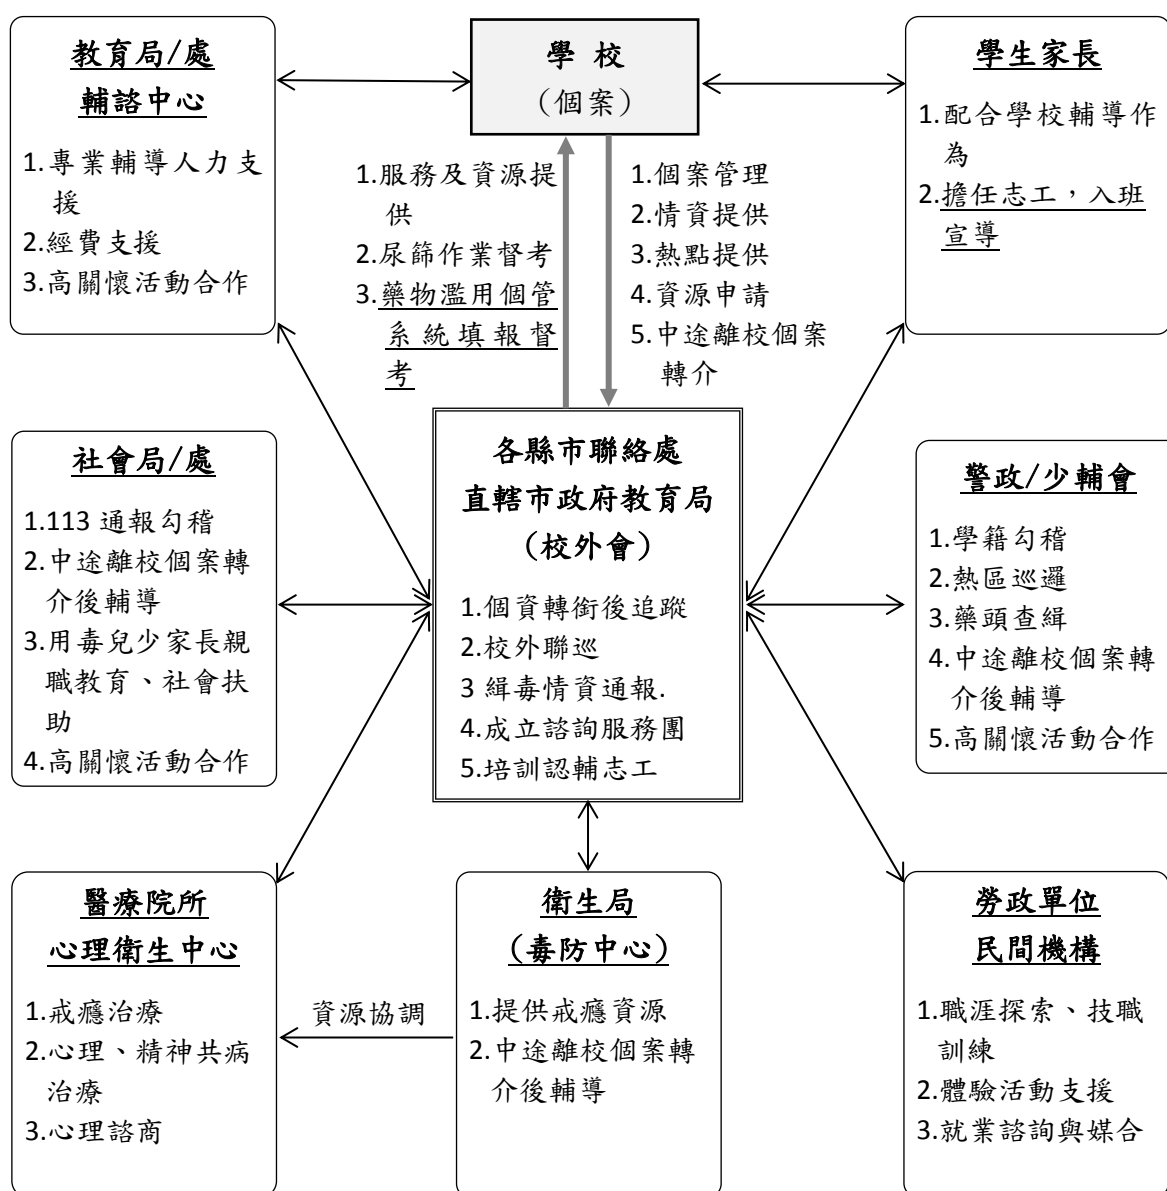 教育局/處
輔諮中心
1.專業輔導人力支
援
2.經費支援
3.高關懷活動合作
學 校
（個案）
學生家長
1.配合學校輔導作
為
2.擔任志工，入班
宣導
1.服務及資源提
供
2.尿篩作業督考
3.藥物濫用個管
系統填報督
考
1.個案管理
2.情資提供
3.熱點提供
4.資源申請
5.中途離校個案
轉介
社會局/處
1.113 通報勾稽
2.中途離校個案轉
介後輔導
3.用毒兒少家長親
職教育、社會扶
助
4.高關懷活動合作
各縣市聯絡處
直轄市政府教育局
（校外會）
1.個資轉銜後追蹤
2.校外聯巡
3 緝毒情資通報.
4.成立諮詢服務團
5.培訓認輔志工
警政/少輔會
1.學籍勾稽
2.熱區巡邏
3.藥頭查緝
4.中途離校個案轉
介後輔導
5.高關懷活動合作
醫療院所
心理衛生中心
1.戒癮治療
2.心理、精神共病
治療
3.心理諮商
資源協調
衛生局
（毒防中心）
1.提供戒癮資源
2.中途離校個案轉
介後輔導
勞政單位
民間機構
1.職涯探索、技職
訓練
2.體驗活動支援
3.就業諮詢與媒合